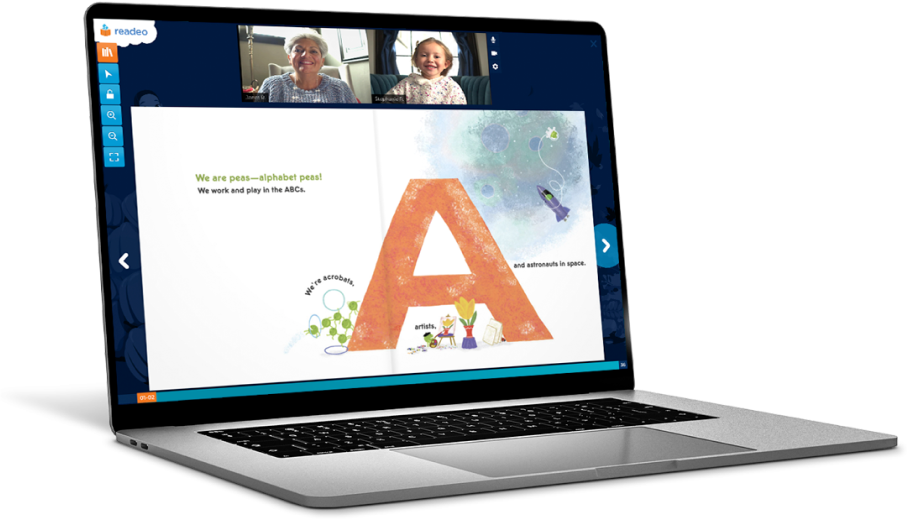 readeo
We are peas—alphabet peas!
We work and play in the ABCs.
We're acrobats,
artists,
and astronauts in space.
01-02